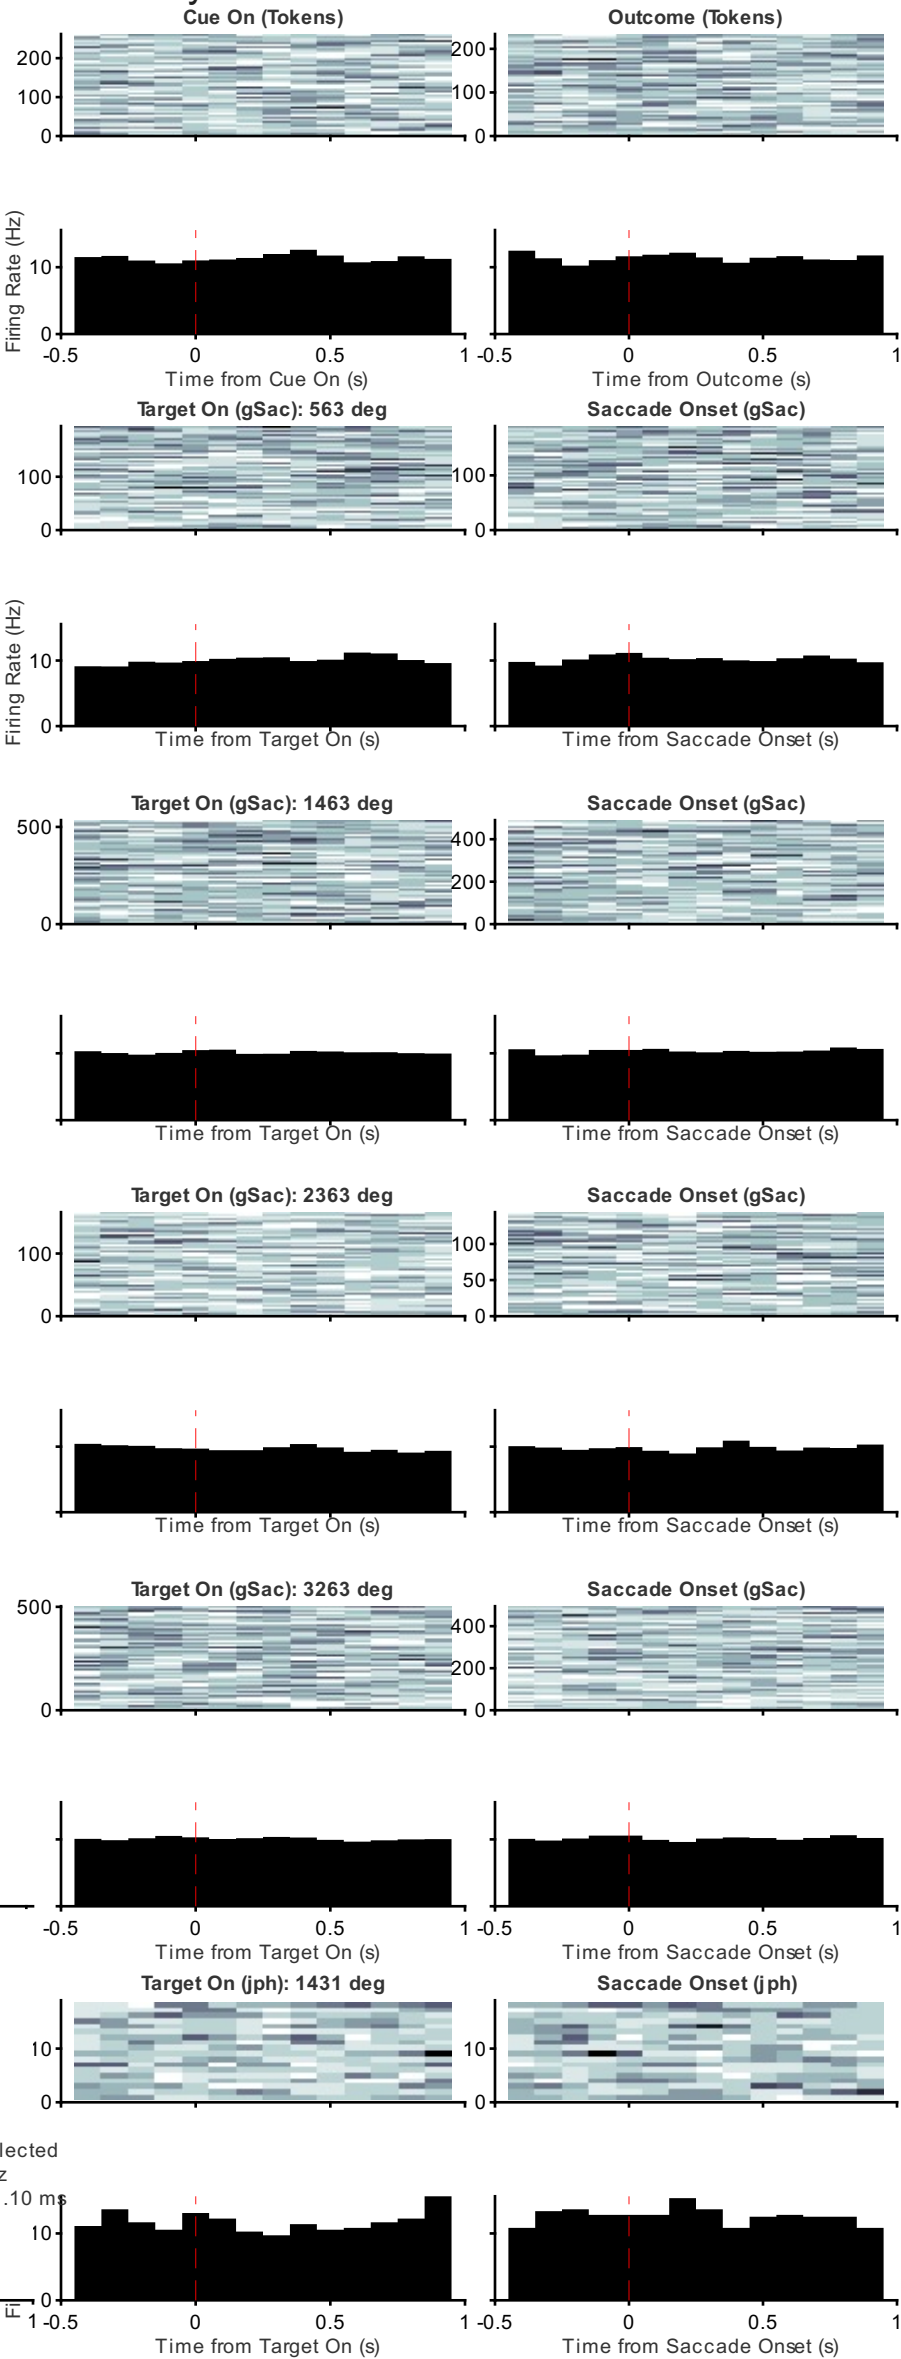 Cue On (Tokens)
Outcome (Tokens)
200
100
0
200
100
0
Firing Rate (Hz)
10
0
-0.5 0 0.5 1
-0.5 0 0.5 1
Time from Cue On (s)
Time from Outcome (s)
Target On (gSac): 563 deg
Saccade Onset (gSac)
100
0
100
0
Firing Rate (Hz)
10
0
Time from Target On (s)
Time from Saccade Onset (s)
Target On (gSac): 1463 deg
Saccade Onset (gSac)
500
0
400
200
0
Time from Target On (s)
Time from Saccade Onset (s)
Target On (gSac): 2363 deg
Saccade Onset (gSac)
100
0
100
50
0
Time from Target On (s)
Time from Saccade Onset (s)
Target On (gSac): 3263 deg
Saccade Onset (gSac)
500
0
400
200
0
-0.5 0 0.5 1
-0.5 0 0.5 1
Time from Target On (s)
Time from Saccade Onset (s)
Target On (jph): 1431 deg
Saccade Onset (jph)
10
0
10
0
lected
z
.10 ms
Fi
10
0
1
-0.5 0 0.5 1
-0.5 0 0.5 1
Time from Target On (s)
Time from Saccade Onset (s)